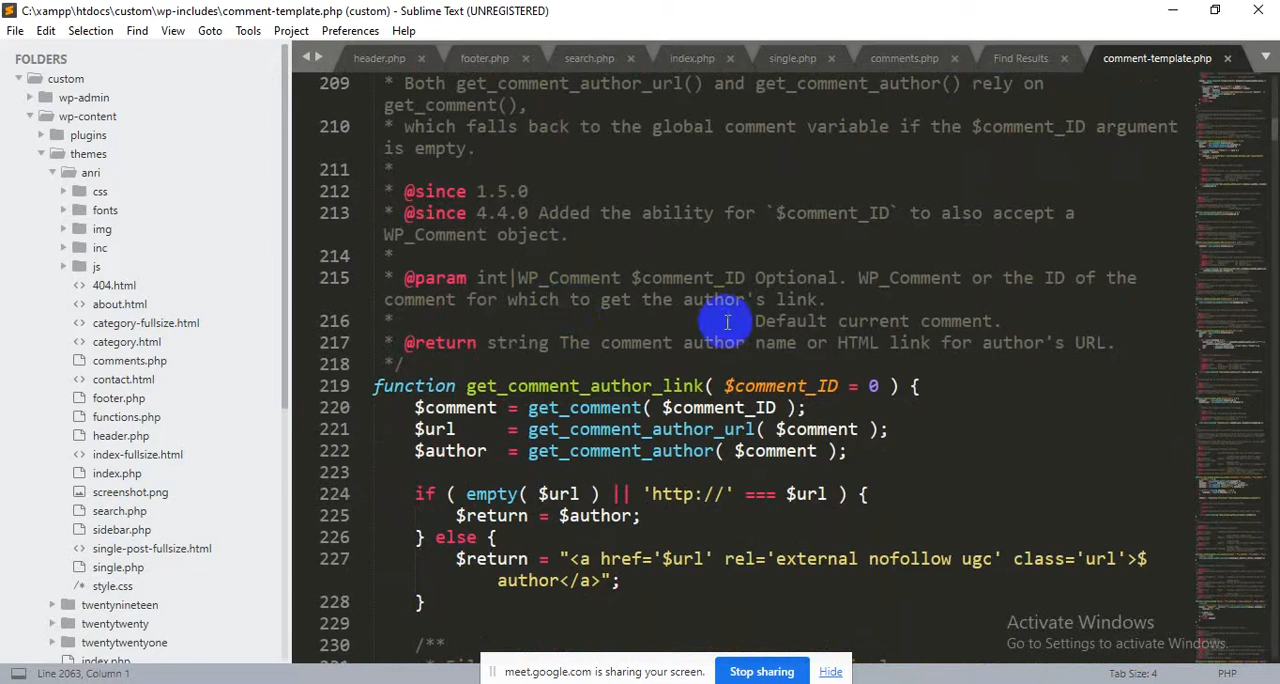 C:\xampp\htdocs\custom\wp-includes\comment-template.php (custom) - Sublime Text (UNREGISTERED)
File Edit Selection Find View Goto Tools Project Preferences Help
FOLDERS
custom
wp-admin
wp-content
plugins
themes
anri
css
fonts
img
inc
js
404.html
about.html
category-fullsize.html
category.html
comments.php
contact.html
footer.php
functions.php
header.php
index-fullsize.html
index.php
screenshot.png
search.php
sidebar.php
single-post-fullsize.html
single.php
style.css
twentynineteen
twentytwenty
twentytwentyone
index.php
header.php footer.php search.php index.php single.php comments.php Find Results comment-template.php
209 * Both get_comment_author_url() and get_comment_author() rely on
get_comment(),
210 * which falls back to the global comment variable if the $comment_ID argument
is empty.
211 *
212 * @since 1.5.0
213 * @since 4.4.0 Added the ability for `$comment_ID` to also accept a
WP_Comment object.
214 *
215 * @param int|WP_Comment $comment_ID Optional. WP_Comment or the ID of the
comment for which to get the author's link.
216 * Default current comment.
217 * @return string The comment author name or HTML link for author's URL.
218 */
219 function get_comment_author_link( $comment_ID = 0 ) {
220 $comment = get_comment( $comment_ID );
221 $url = get_comment_author_url( $comment );
222 $author = get_comment_author( $comment );
223
224 if ( empty( $url ) || 'http://' === $url ) {
225 $return = $author;
226 } else {
227 $return = "<a href='$url' rel='external nofollow ugc' class='url'>$
author</a>";
228 }
229
230 /**
Activate Windows
Go to Settings to activate Windows.
meet.google.com is sharing your screen. Stop sharing Hide
Line 2063, Column 1 Tab Size: 4 PHP